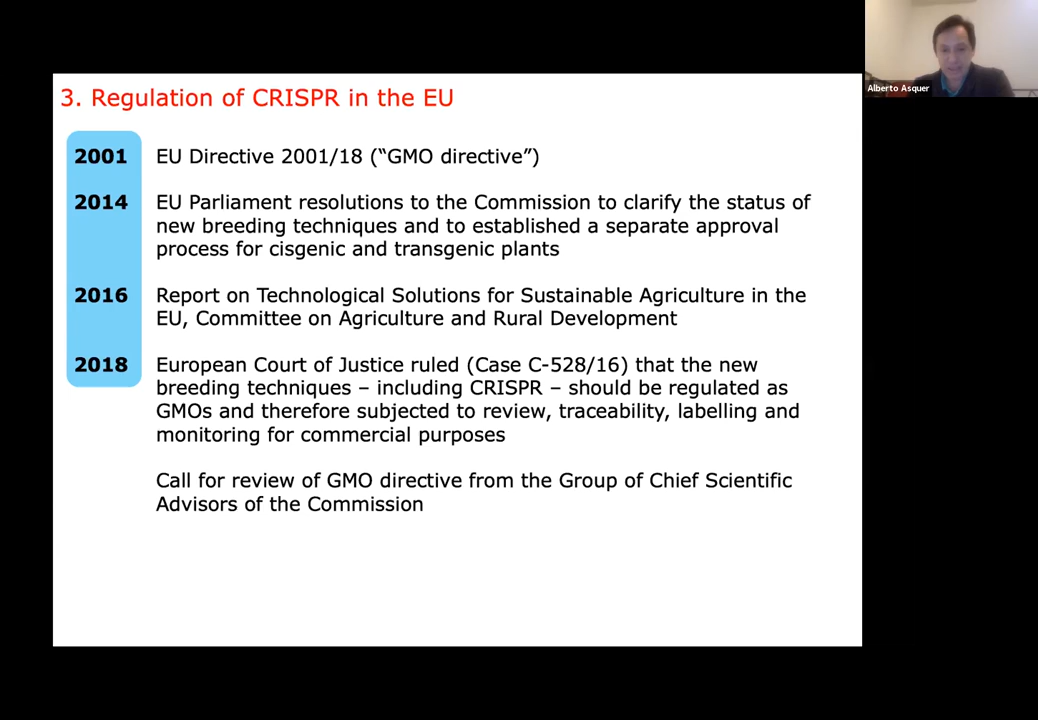 3. Regulation of CRISPR in the EU
2001 EU Directive 2001/18 (“GMO directive”)
2014 EU Parliament resolutions to the Commission to clarify the status of
new breeding techniques and to established a separate approval
process for cisgenic and transgenic plants
2016 Report on Technological Solutions for Sustainable Agriculture in the
EU, Committee on Agriculture and Rural Development
2018 European Court of Justice ruled (Case C-528/16) that the new
breeding techniques – including CRISPR – should be regulated as
GMOs and therefore subjected to review, traceability, labelling and
monitoring for commercial purposes
Call for review of GMO directive from the Group of Chief Scientific
Advisors of the Commission
Alberto Asquer